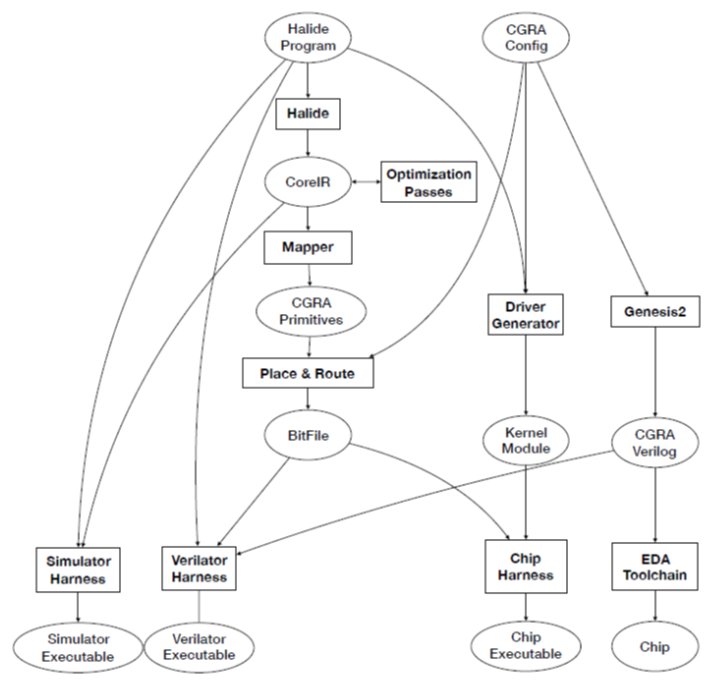 Halide
Program
CGRA
Config
Halide
CoreIR
Optimization
Passes
Mapper
CGRA
Primitives
Driver
Generator
Genesis2
Place & Route
BitFile
Kernel
Module
CGRA
Verilog
Simulator
Harness
Verilator
Harness
Chip
Harness
EDA
Toolchain
Simulator
Executable
Verilator
Executable
Chip
Executable
Chip